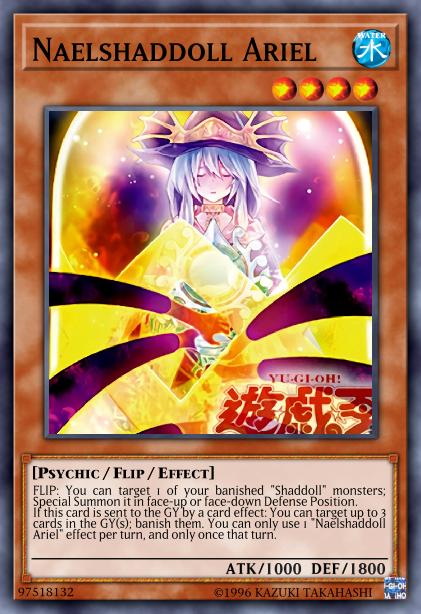 Naelshaddoll Ariel
WATER
水
YU-GI-OH!
遊戯王
[Psychic / Flip / Effect]
FLIP: You can target 1 of your banished "Shaddoll" monsters;
Special Summon it in face-up or face-down Defense Position.
If this card is sent to the GY by a card effect: You can target up to 3
cards in the GY(s); banish them. You can only use 1 "Naelshaddoll
Ariel" effect per turn, and only once that turn.
ATK/1000 DEF/1800
97518132
©1996 KAZUKI TAKAHASHI